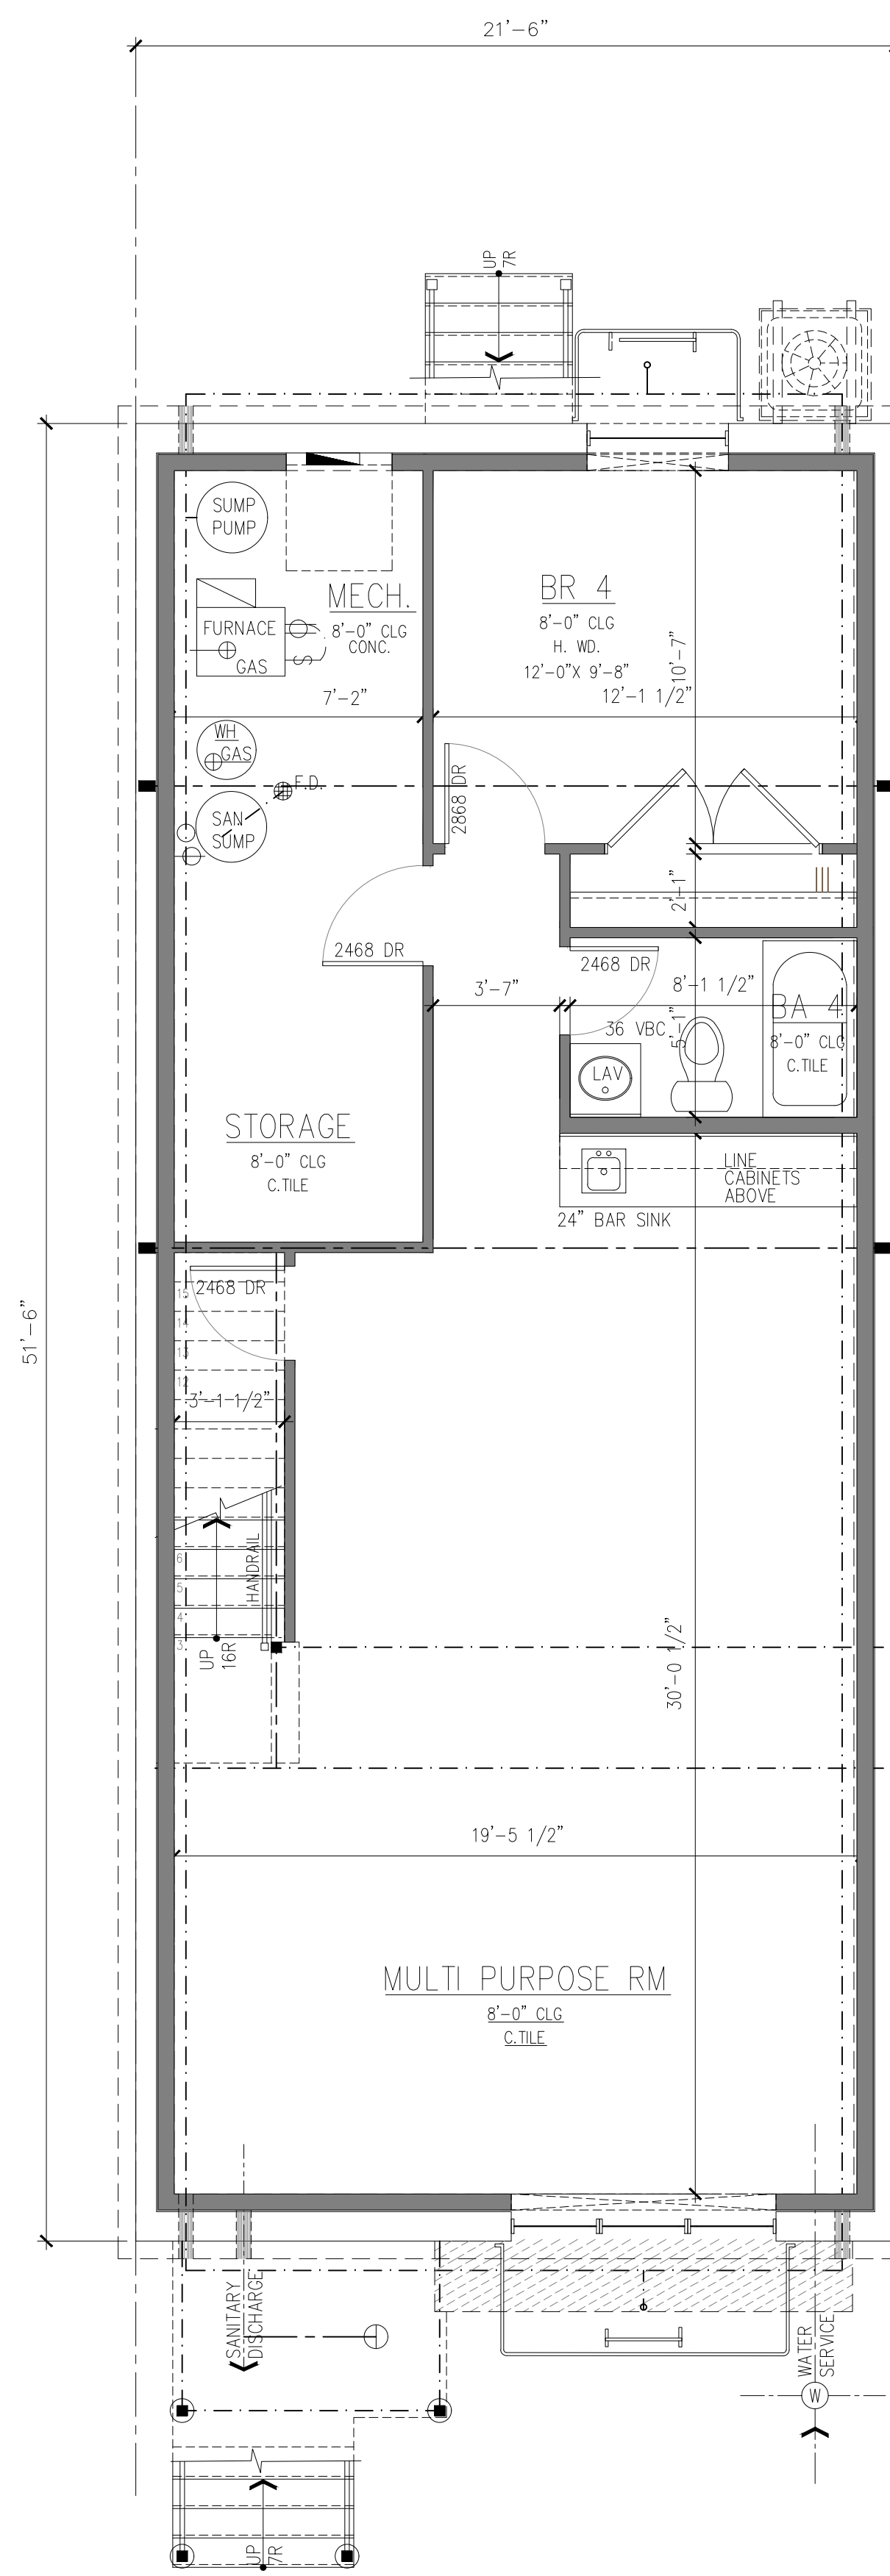 21'-6"
UP
7R
SUMP
PUMP
MECH.
8'-0" CLG
CONC.
FURNACE
GAS
S
BR 4
8'-0" CLG
H. WD.
12'-0"X 9'-8"
10'-7"
12'-1 1/2"
7'-2"
WH
GAS
F.D.
SAN
SUMP
2868 DR
2'-1"
2468 DR
2468 DR
3'-7"
8'-1 1/2"
BA 4
8'-0" CLG
C.TILE
36 VBC
5'-1"
LAV
STORAGE
8'-0" CLG
C.TILE
LINE
CABINETS
ABOVE
24" BAR SINK
2468 DR
15
14
13
12
3'-1 1/2"
51'-6"
HANDRAIL
6
5
4
3
UP
16R
30'-0 1/2"
19'-5 1/2"
MULTI PURPOSE RM
8'-0" CLG
C.TILE
SANITARY
DISCHARGE
WATER
SERVICE
W
UP
7R